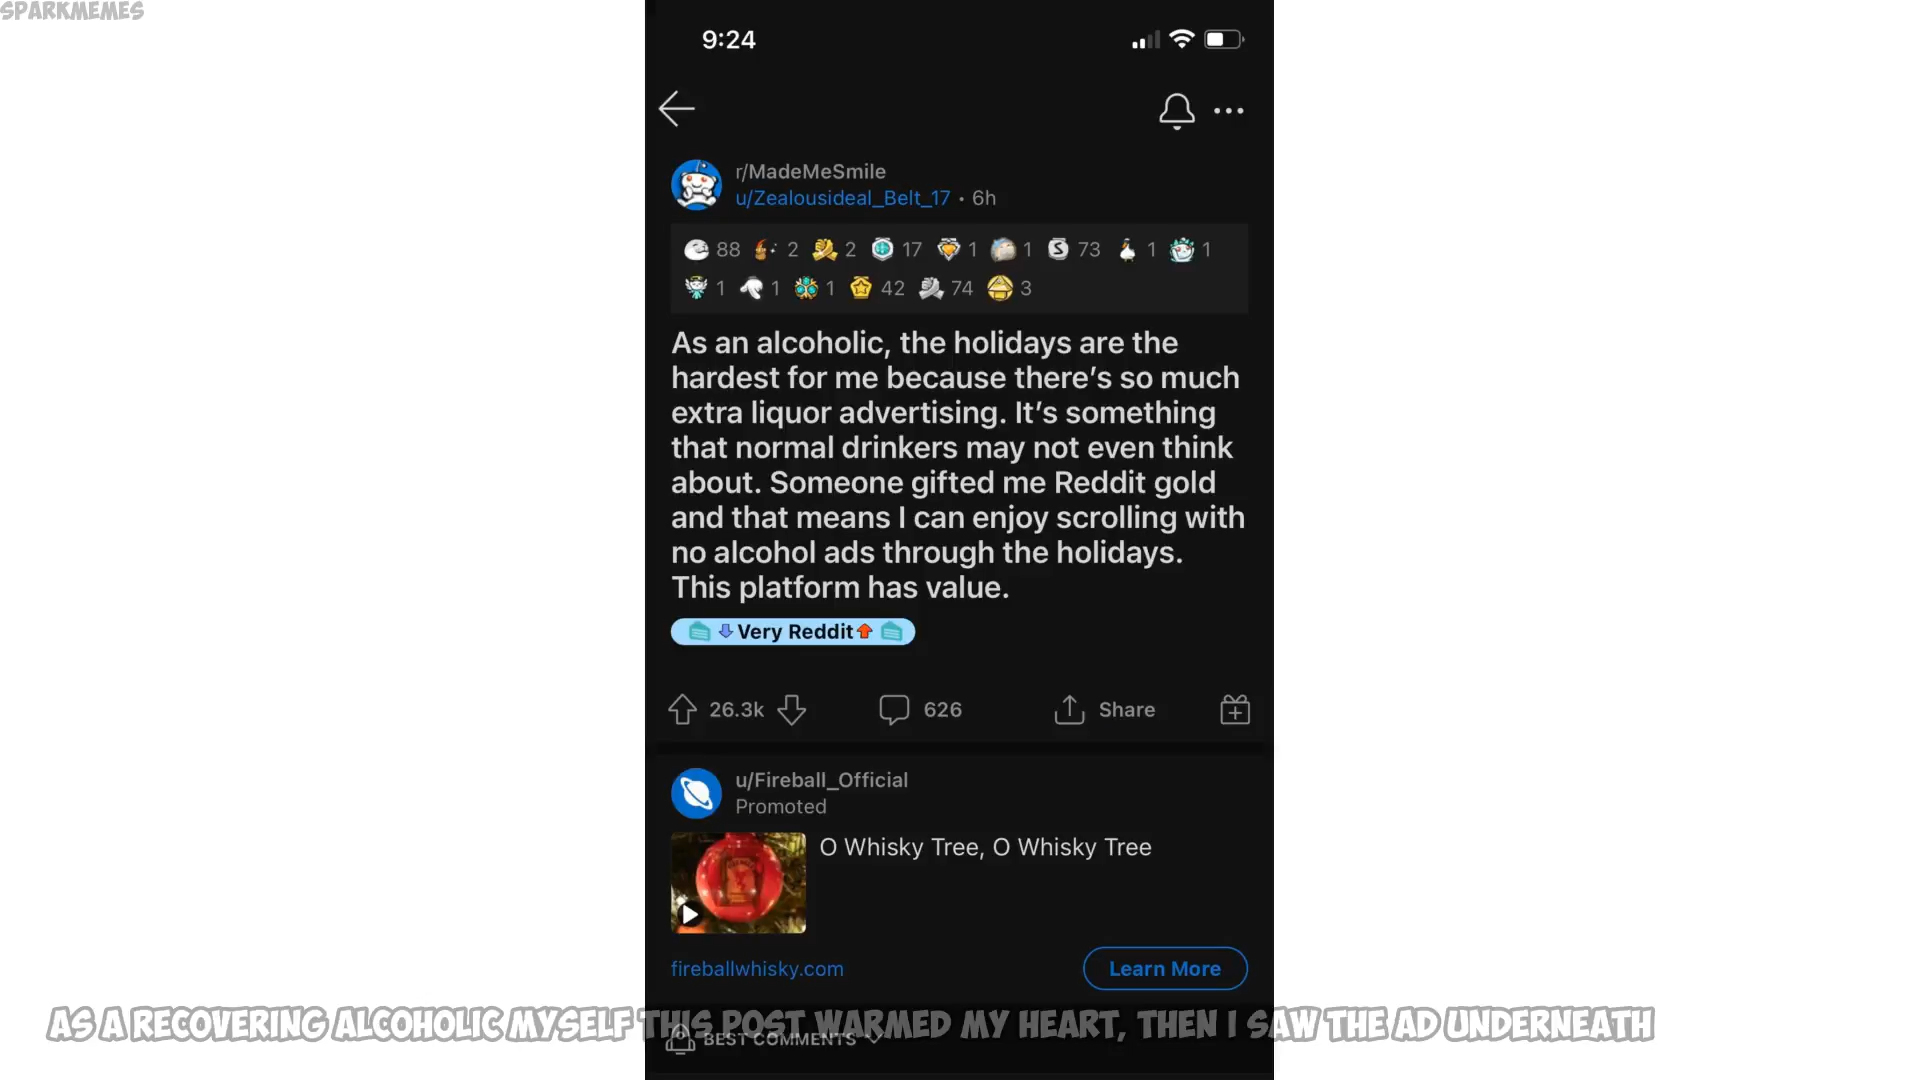 SPARKMEMES
9:24
r/MadeMeSmile
u/Zealousideal_Belt_17 • 6h
88 2 2 17 1 1 73 1 1
1 1 1 42 74 3
As an alcoholic, the holidays are the
hardest for me because there's so much
extra liquor advertising. It's something
that normal drinkers may not even think
about. Someone gifted me Reddit gold
and that means I can enjoy scrolling with
no alcohol ads through the holidays.
This platform has value.
Very Reddit
26.3k 626 Share
u/Fireball_Official
Promoted
O Whisky Tree, O Whisky Tree
fireballwhisky.com Learn More
AS A RECOVERING ALCOHOLIC MYSELF THIS POST WARMED MY HEART, THEN I SAW THE AD UNDERNEATH
BEST COMMENTS